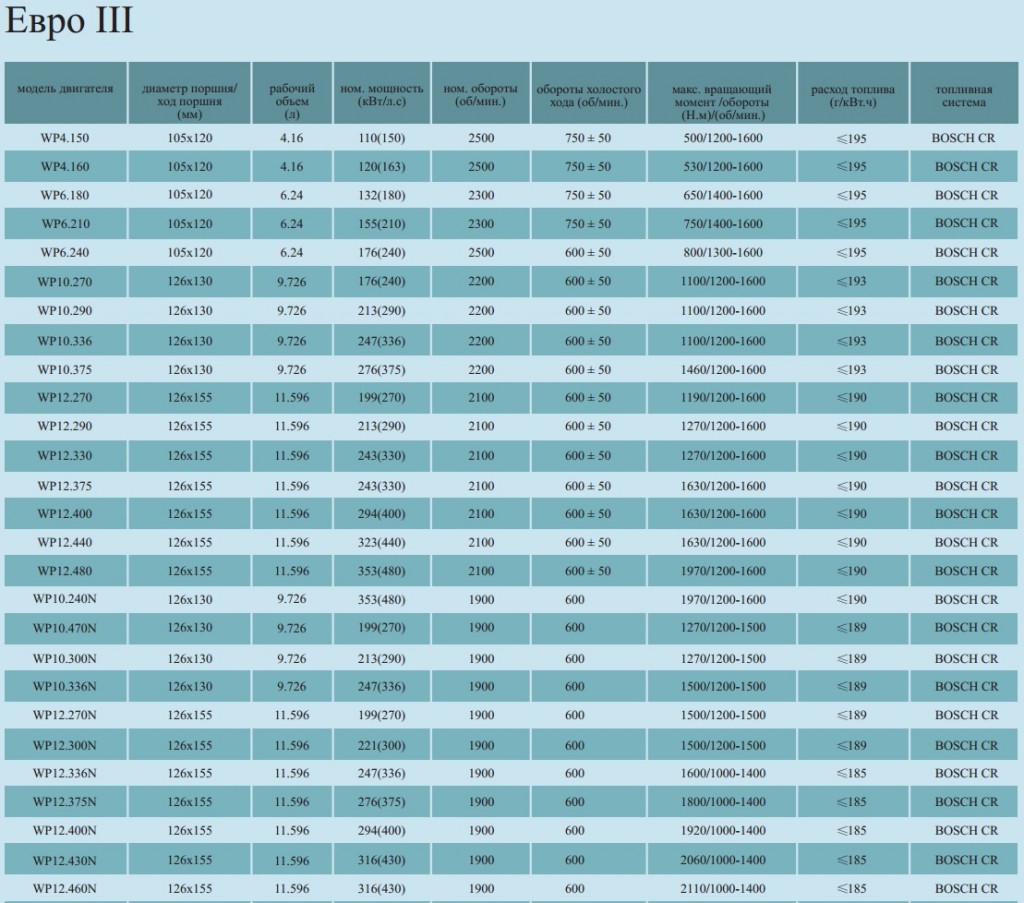 Евро III
модель двигателя диаметр поршня/ ход поршня (мм) рабочий объем (л) ном. мощность (кВт/л.с) ном. обороты (об/мин.) обороты холостого хода (об/мин.) макс. вращающий момент /обороты (Н.м)/(об/мин.) расход топлива (г/кВт.ч) топливная система
WP4.150 105x120 4.16 110(150) 2500 750 ± 50 500/1200-1600 ⩽195 BOSCH CR
WP4.160 105x120 4.16 120(163) 2500 750 ± 50 530/1200-1600 ⩽195 BOSCH CR
WP6.180 105x120 6.24 132(180) 2300 750 ± 50 650/1400-1600 ⩽195 BOSCH CR
WP6.210 105x120 6.24 155(210) 2300 750 ± 50 750/1400-1600 ⩽195 BOSCH CR
WP6.240 105x120 6.24 176(240) 2500 600 ± 50 800/1300-1600 ⩽195 BOSCH CR
WP10.270 126x130 9.726 176(240) 2200 600 ± 50 1100/1200-1600 ⩽193 BOSCH CR
WP10.290 126x130 9.726 213(290) 2200 600 ± 50 1100/1200-1600 ⩽193 BOSCH CR
WP10.336 126x130 9.726 247(336) 2200 600 ± 50 1100/1200-1600 ⩽193 BOSCH CR
WP10.375 126x130 9.726 276(375) 2200 600 ± 50 1460/1200-1600 ⩽193 BOSCH CR
WP12.270 126x155 11.596 199(270) 2100 600 ± 50 1190/1200-1600 ⩽190 BOSCH CR
WP12.290 126x155 11.596 213(290) 2100 600 ± 50 1270/1200-1600 ⩽190 BOSCH CR
WP12.330 126x155 11.596 243(330) 2100 600 ± 50 1270/1200-1600 ⩽190 BOSCH CR
WP12.375 126x155 11.596 243(330) 2100 600 ± 50 1630/1200-1600 ⩽190 BOSCH CR
WP12.400 126x155 11.596 294(400) 2100 600 ± 50 1630/1200-1600 ⩽190 BOSCH CR
WP12.440 126x155 11.596 323(440) 2100 600 ± 50 1630/1200-1600 ⩽190 BOSCH CR
WP12.480 126x155 11.596 353(480) 2100 600 ± 50 1970/1200-1600 ⩽190 BOSCH CR
WP10.240N 126x130 9.726 353(480) 1900 600 1970/1200-1600 ⩽190 BOSCH CR
WP10.470N 126x130 9.726 199(270) 1900 600 1270/1200-1500 ⩽189 BOSCH CR
WP10.300N 126x130 9.726 213(290) 1900 600 1270/1200-1500 ⩽189 BOSCH CR
WP10.336N 126x130 9.726 247(336) 1900 600 1500/1200-1500 ⩽189 BOSCH CR
WP12.270N 126x155 11.596 199(270) 1900 600 1500/1200-1500 ⩽189 BOSCH CR
WP12.300N 126x155 11.596 221(300) 1900 600 1500/1200-1500 ⩽189 BOSCH CR
WP12.336N 126x155 11.596 247(336) 1900 600 1600/1000-1400 ⩽185 BOSCH CR
WP12.375N 126x155 11.596 276(375) 1900 600 1800/1000-1400 ⩽185 BOSCH CR
WP12.400N 126x155 11.596 294(400) 1900 600 1920/1000-1400 ⩽185 BOSCH CR
WP12.430N 126x155 11.596 316(430) 1900 600 2060/1000-1400 ⩽185 BOSCH CR
WP12.460N 126x155 11.596 316(430) 1900 600 2110/1000-1400 ⩽185 BOSCH CR